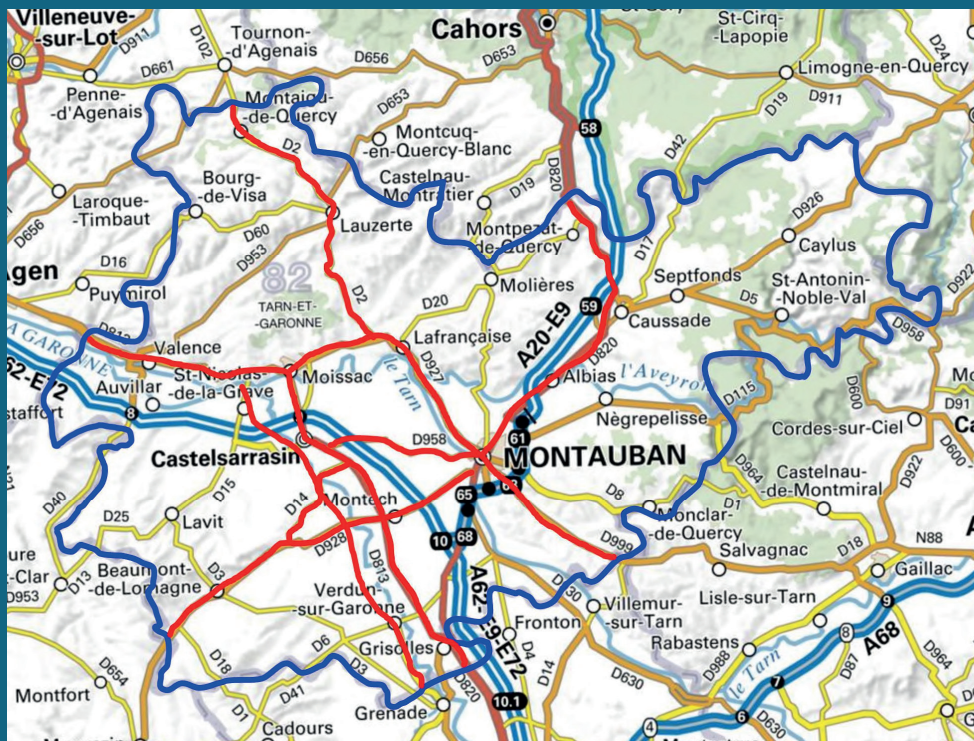 Villeneuve-
-sur-Lot
D911
D102
Tournon-
-d'Agenais
D661
Penne-
-d'Agenais
D656
D653
Cahors
St-Cirq-
-Lapopie
D24
Limogne-en-Quercy
D19
D911
58
D42
Montaigu-
-de-Quercy
D2
D653
Montcuq-
-en-Quercy-Blanc
Castelnau-
Montratier
D19
D820
Laroque-
-Timbaut
D656
Bourg-
-de-Visa
D60
D953
Lauzerte
Montpezat-
-de-Quercy
D17
D926
Caylus
Agen
D16
Puymirol
82
TARN-ET-
-GARONNE
D2
D20
Molières
59
A20-E9
Septfonds
Caussade
D5
St-Antonin-
-Noble-Val
D922
D958
D813
LA GARONNE
A62-E72
Valence
Auvillar
St-Nicolas-
-de-la-Grave
Moissac
Lafrançaise
D927
le Tarn
D820
Albias
l'Aveyron
Nègrepelisse
D115
D600
D91
Cordes-sur-Ciel
D600
8
Castelsarrasin
D958
61
MONTAUBAN
65
D964
Castelnau-
-de-Montmiral
D922
D40
D15
D14
Montech
D8
D1
Monclar-
-de-Quercy
D25
Lavit
D928
10
68
D999
Salvagnac
D18
N88
D13
D953
Beaumont-
-de-Lomagne
D3
D813
Verdun-
-sur-Garonne
A62-E9-E72
D30
Villemur-
-sur-Tarn
Lisle-sur-Tarn
Gaillac
9
D6
Grisolles
Fronton
D4
D14
Rabastens
8
A68
D964
D18
D3
D41
D1
D820
D630
D988
le Tarn
D81
7
Montfort
D654
Cadours
Grenade
10.1
4
6
D630